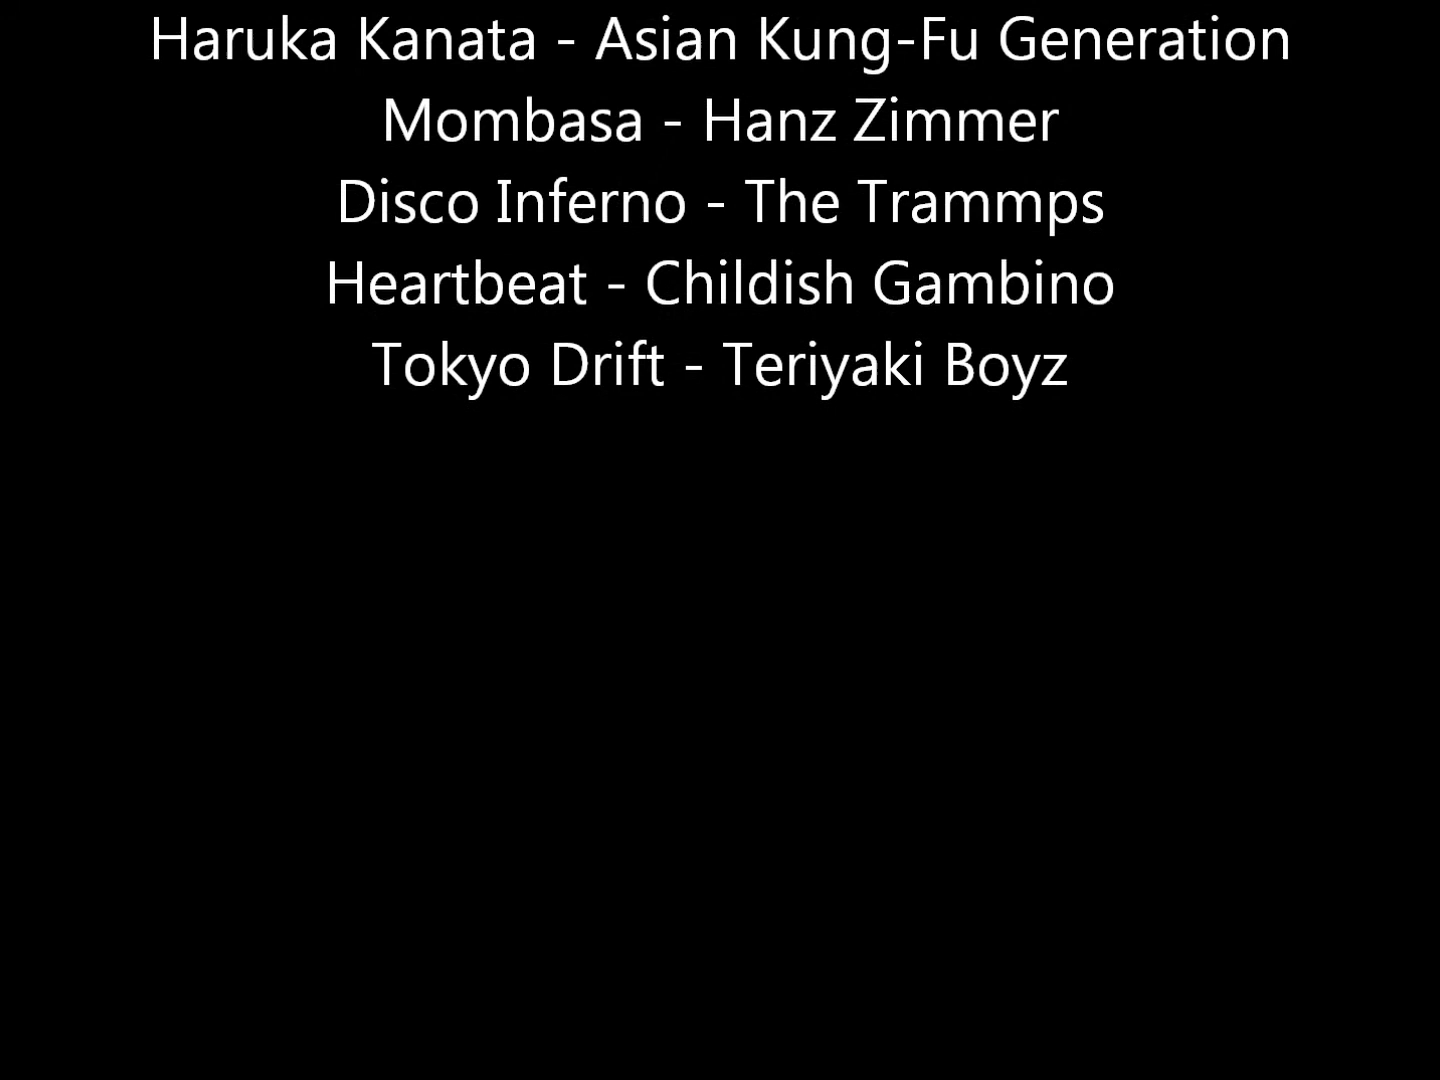 Haruka Kanata - Asian Kung-Fu Generation
Mombasa - Hanz Zimmer
Disco Inferno - The Trammps
Heartbeat - Childish Gambino
Tokyo Drift - Teriyaki Boyz